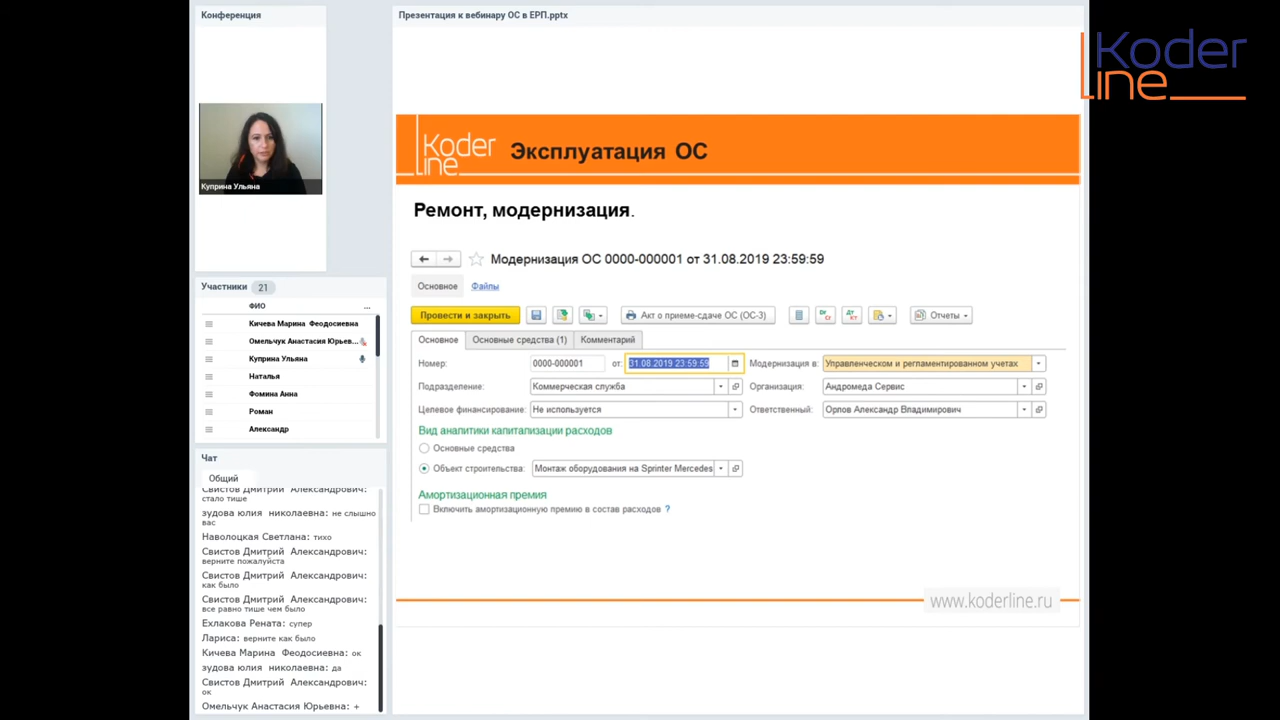 Конференция
Презентация к вебинару ОС в ЕРП.pptx
Koder
line
Куприна Ульяна
Koder
line
Эксплуатация ОС
Ремонт, модернизация.
Модернизация ОС 0000-000001 от 31.08.2019 23:59:59
Основное Файлы
Провести и закрыть Акт о приеме-сдаче ОС (ОС-3) Отчеты
Основное Основные средства (1) Комментарий
Номер: 0000-000001 от: 31.08.2019 23:59:59 Модернизация в: Управленческом и регламентированном учетах
Подразделение: Коммерческая служба Организация: Андромеда Сервис
Целевое финансирование: Не используется Ответственный: Орлов Александр Владимирович
Вид аналитики капитализации расходов
Основные средства
Объект строительства: Монтаж оборудования на Sprinter Mercedes
Амортизационная премия
Включить амортизационную премию в состав расходов ?
www.koderline.ru
Участники 21
ФИО ...
Кичева Марина Феодосиевна
Омельчук Анастасия Юрьев...
Куприна Ульяна
Наталья
Фомина Анна
Роман
Александр
Чат
Общий
Свистов Дмитрий Александрович:
стало тише
зудова юлия николаевна: не слышно
вас
Наволоцкая Светлана: тихо
Свистов Дмитрий Александрович:
верните пожалуйста
Свистов Дмитрий Александрович:
как было
Свистов Дмитрий Александрович:
все равно тише чем было
Ехлакова Рената: супер
Лариса: верните как было
Кичева Марина Феодосиевна: ок
зудова юлия николаевна: да
Свистов Дмитрий Александрович:
ок
Омельчук Анастасия Юрьевна: +